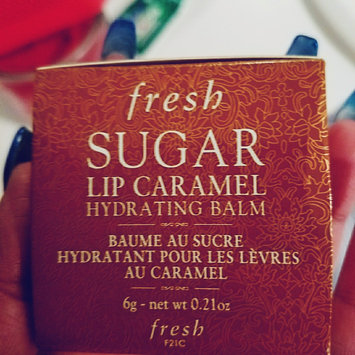 fresh
SUGAR
LIP CARAMEL
HYDRATING BALM
BAUME AU SUCRE
HYDRATANT POUR LES LÈVRES
AU CARAMEL
6g - net wt 0.21oz
fresh
F21C